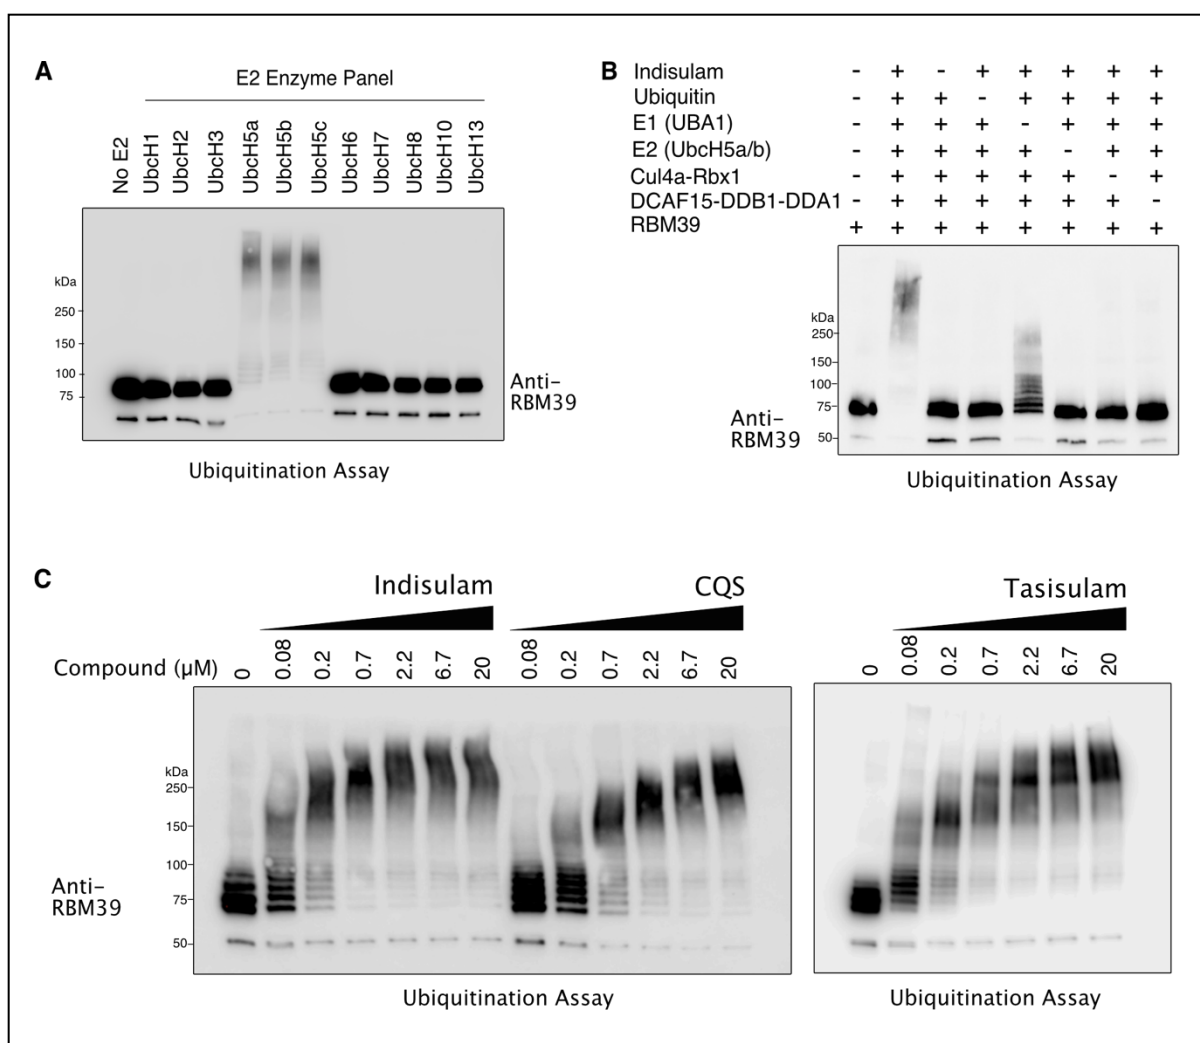 A
E2 Enzyme Panel
No E2 UbcH1 UbcH2 UbcH3 UbcH5a UbcH5b UbcH5c UbcH6 UbcH7 UbcH8 UbcH10 UbcH13
kDa
250
150
100
75
Anti-
RBM39
Ubiquitination Assay
B
Indisulam - + - + + + + +
Ubiquitin - + + - + + + +
E1 (UBA1) - + + + - + + +
E2 (UbcH5a/b) - + + + + - + +
Cul4a-Rbx1 - + + + + + - +
DCAF15-DDB1-DDA1 - + + + + + + -
RBM39 + + + + + + + +
kDa
250
150
100
75
50
Anti-
RBM39
Ubiquitination Assay
C
Indisulam CQS Tasisulam
Compound (µM) 0 0.08 0.2 0.7 2.2 6.7 20 0.08 0.2 0.7 2.2 6.7 20 0 0.08 0.2 0.7 2.2 6.7 20
kDa
250
150
100
75
50
Anti-
RBM39
Ubiquitination Assay
Ubiquitination Assay